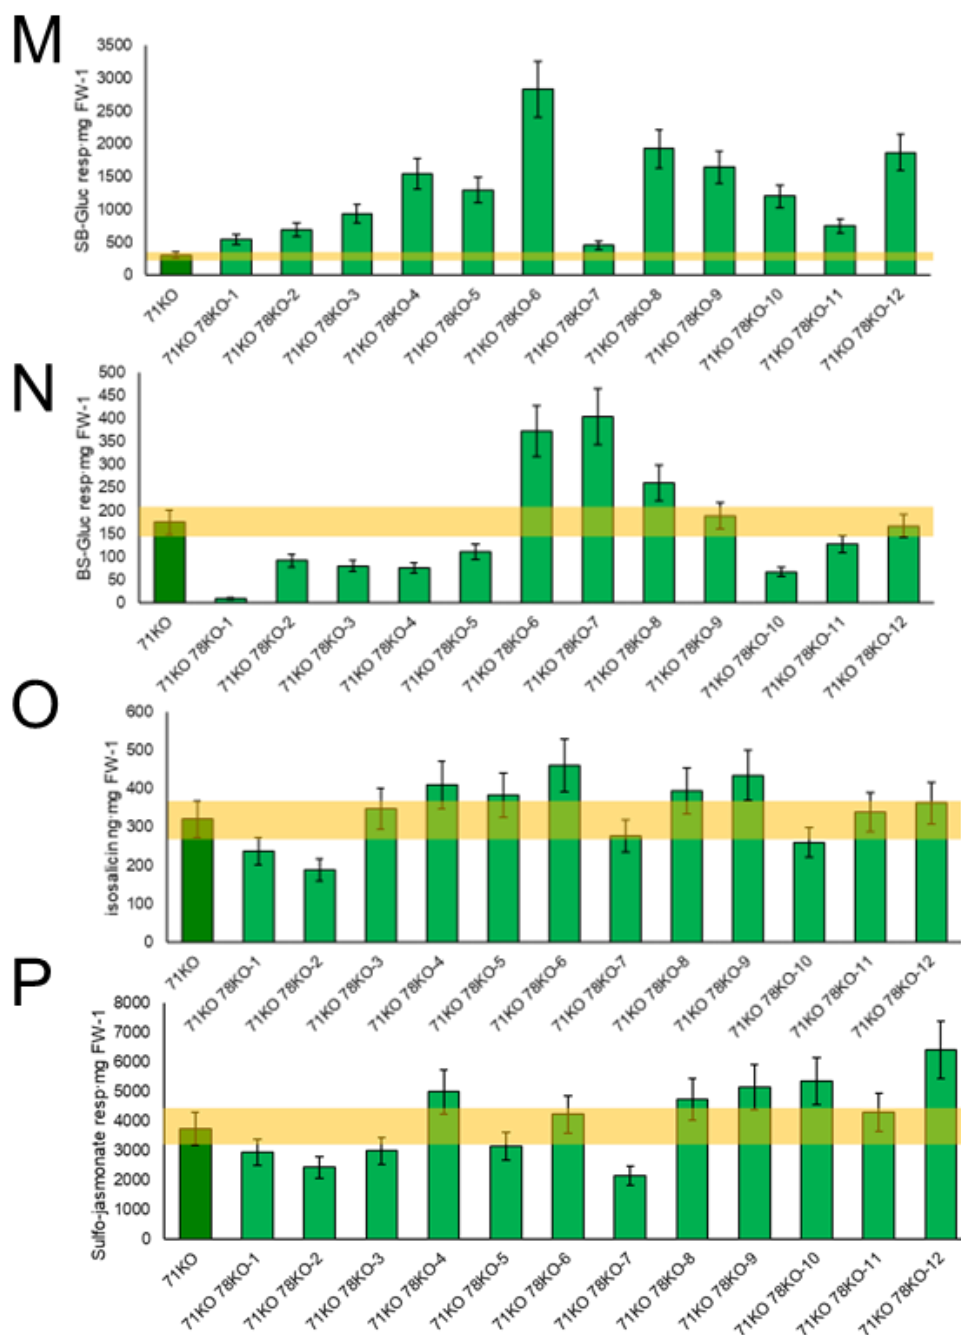 M
SB-Gluc resp·mg FW-1
3500
3000
2500
2000
1500
1000
500
0
71KO
71KO 78KO-1
71KO 78KO-2
71KO 78KO-3
71KO 78KO-4
71KO 78KO-5
71KO 78KO-6
71KO 78KO-7
71KO 78KO-8
71KO 78KO-9
71KO 78KO-10
71KO 78KO-11
71KO 78KO-12
N
BS-Gluc resp·mg FW-1
500
450
400
350
300
250
200
150
100
50
0
71KO
71KO 78KO-1
71KO 78KO-2
71KO 78KO-3
71KO 78KO-4
71KO 78KO-5
71KO 78KO-6
71KO 78KO-7
71KO 78KO-8
71KO 78KO-9
71KO 78KO-10
71KO 78KO-11
71KO 78KO-12
O
isosalicin ng·mg FW-1
600
500
400
300
200
100
0
71KO
71KO 78KO-1
71KO 78KO-2
71KO 78KO-3
71KO 78KO-4
71KO 78KO-5
71KO 78KO-6
71KO 78KO-7
71KO 78KO-8
71KO 78KO-9
71KO 78KO-10
71KO 78KO-11
71KO 78KO-12
P
Sulfo-jasmonate resp·mg FW-1
8000
7000
6000
5000
4000
3000
2000
1000
0
71KO
71KO 78KO-1
71KO 78KO-2
71KO 78KO-3
71KO 78KO-4
71KO 78KO-5
71KO 78KO-6
71KO 78KO-7
71KO 78KO-8
71KO 78KO-9
71KO 78KO-10
71KO 78KO-11
71KO 78KO-12